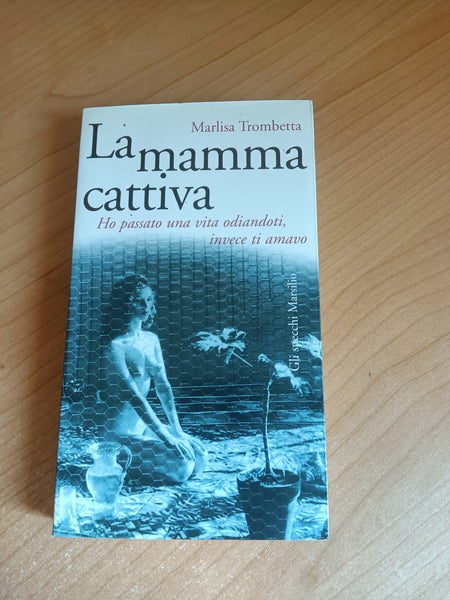 Marlisa Trombetta
La
mamma
cattiva
Ho passato una vita odiandoti,
invece ti amavo
Gli specchi Marsilio